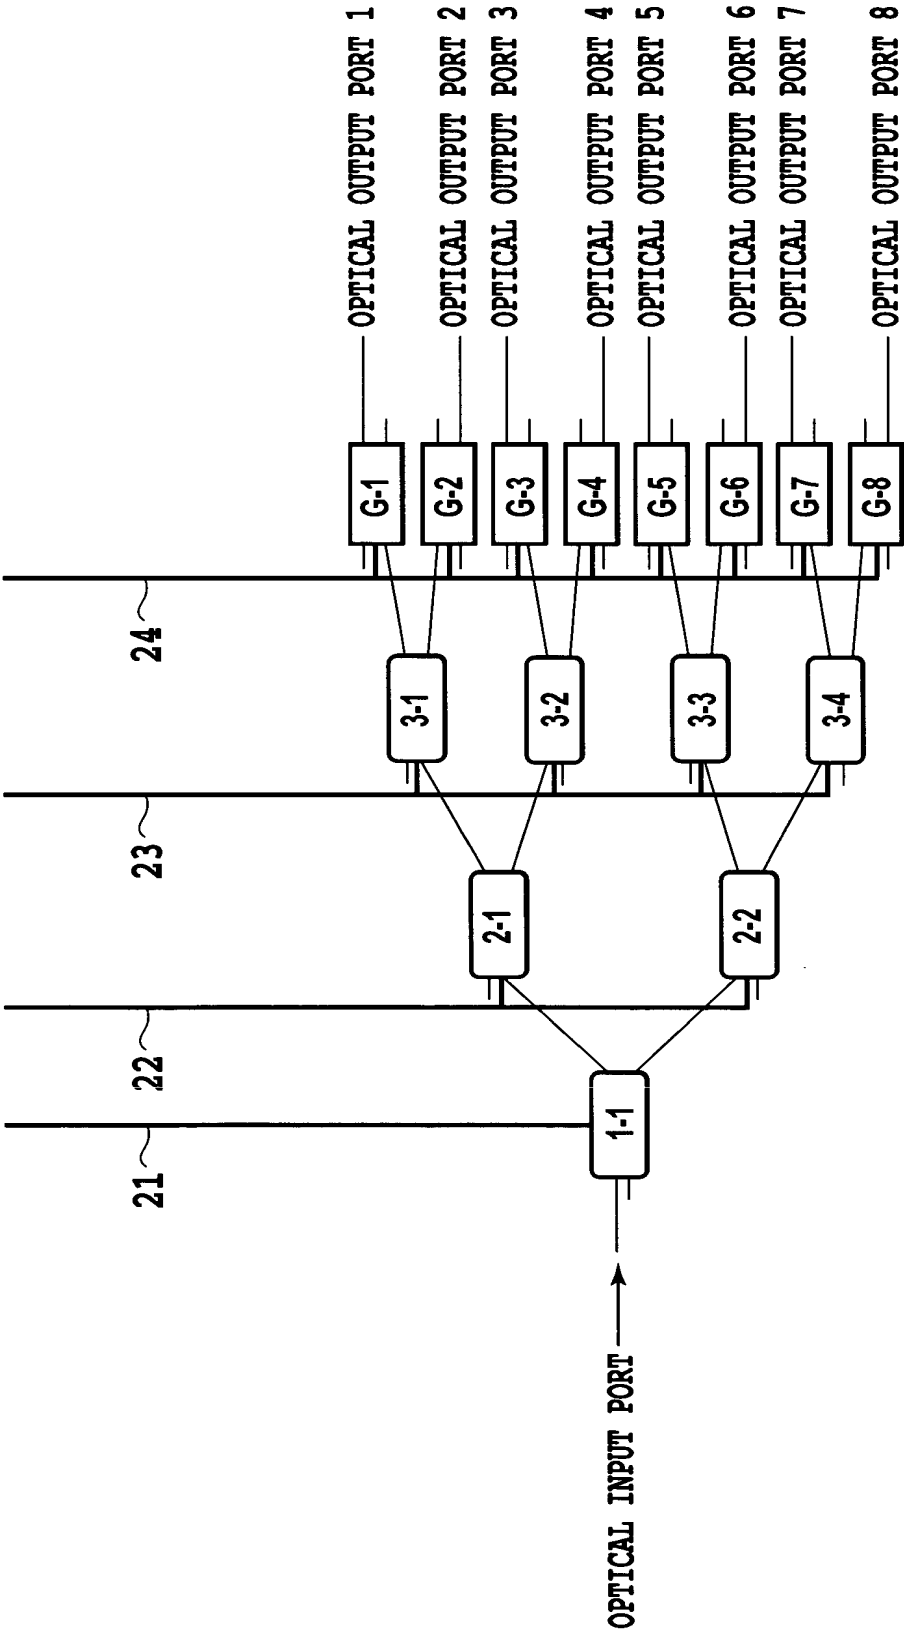 OPTICAL OUTPUT PORT 1
OPTICAL OUTPUT PORT 2
OPTICAL OUTPUT PORT 3
OPTICAL OUTPUT PORT 4
OPTICAL OUTPUT PORT 5
OPTICAL OUTPUT PORT 6
OPTICAL OUTPUT PORT 7
OPTICAL OUTPUT PORT 8
G-1
G-2
G-3
G-4
G-5
G-6
G-7
G-8
24
3-1
3-2
3-3
3-4
23
2-1
2-2
22
1-1
21
OPTICAL INPUT PORT